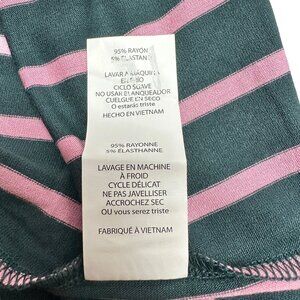 95% RAYÓN
5% ELASTANO
LAVAR A MÁQUINA
EN FRÍO
CICLO SUAVE
NO USAR BLANQUEADOR
CUELGUE EN SECO
O estarás triste
HECHO EN VIETNAM
95% RAYONNE
5% ÉLASTHANNE
LAVAGE EN MACHINE
À FROID
CYCLE DÉLICAT
NE PAS JAVELLISER
ACCROCHEZ SEC
OU vous serez triste
FABRIQUÉ À VIETNAM